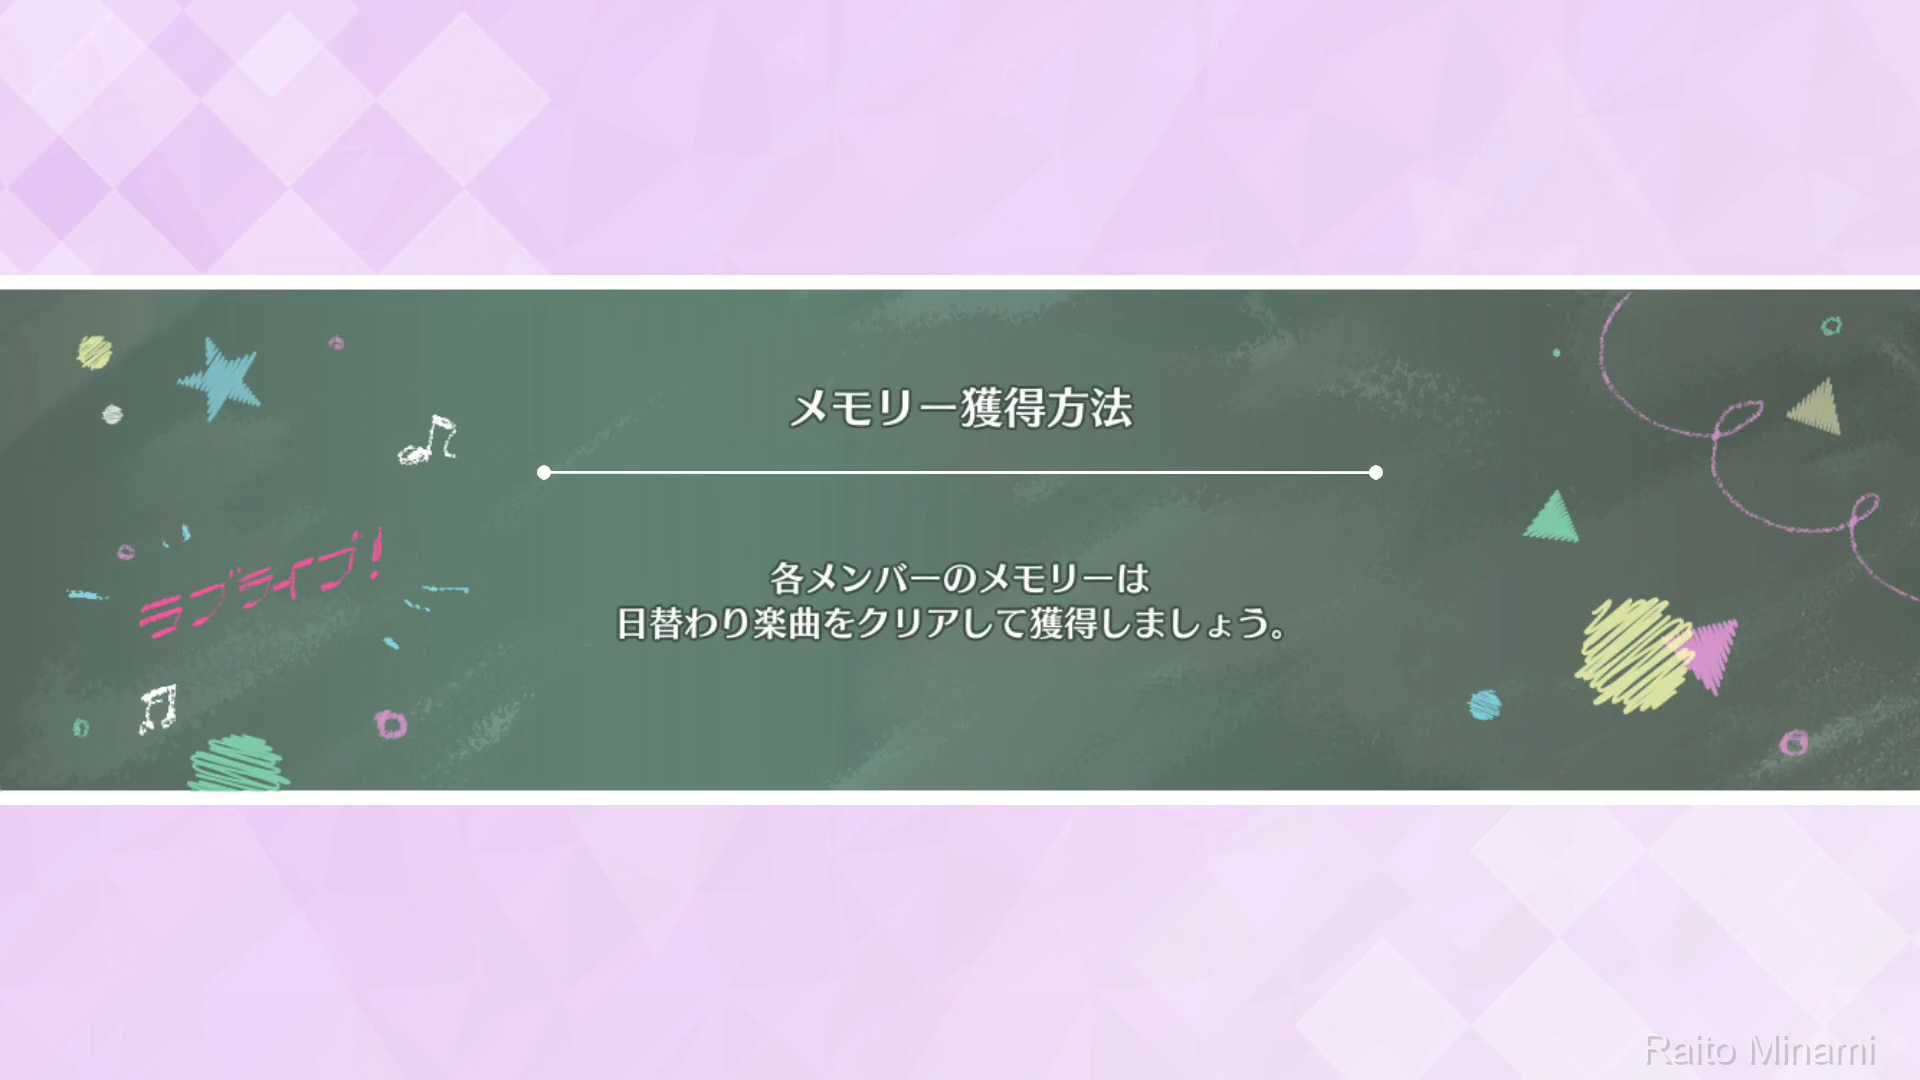 メモリー獲得方法
各メンバーのメモリーは
日替わり楽曲をクリアして獲得しましょう。
ラブライブ!
Raito Minami